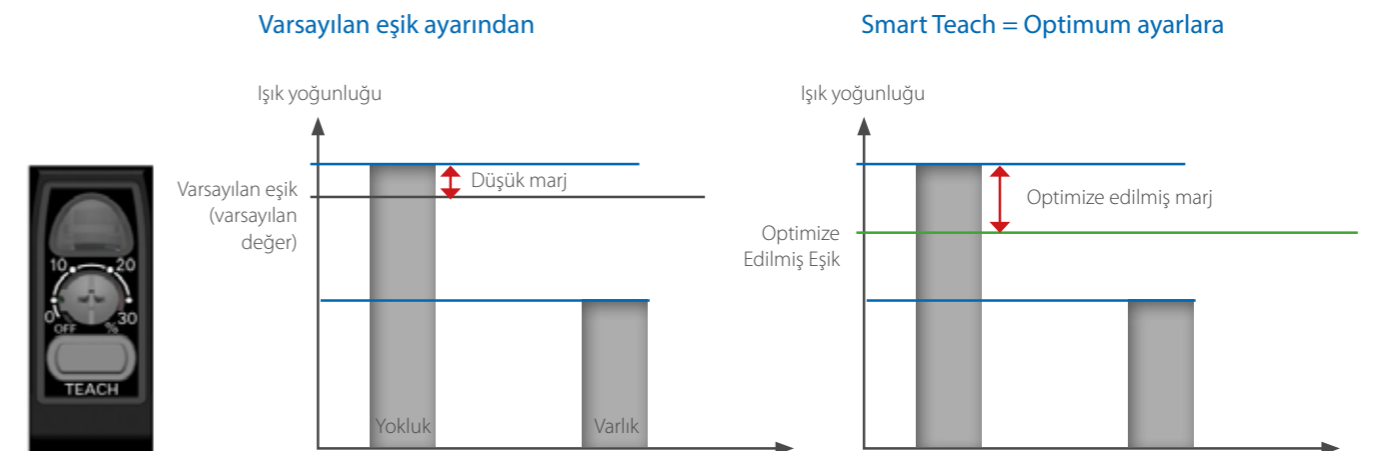 Varsayılan eşik ayarından
Smart Teach = Optimum ayarlara
Işık yoğunluğu
Varsayılan eşik
(varsayılan
değer)
Düşük marj
Yokluk
Varlık
Işık yoğunluğu
Optimize edilmiş marj
Optimize
Edilmiş Eşik
10
20
0
30
OFF
%
TEACH